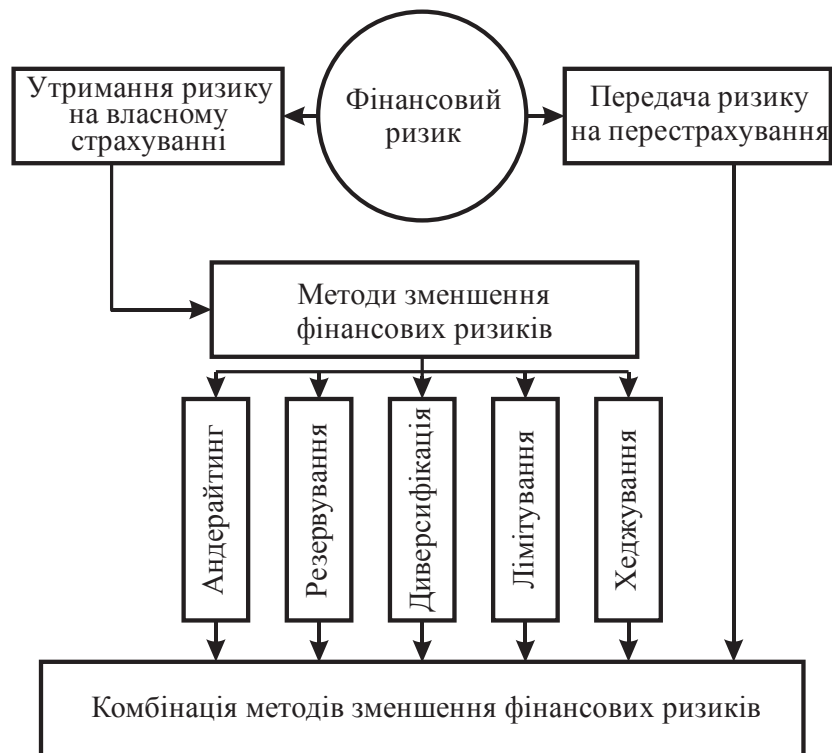 Утримання ризику
на власному
страхуванні
Фінансовий
ризик
Передача ризику
на перестрахування
Методи зменшення
фінансових ризиків
Андерайтинг
Резервування
Диверсифікація
Лімітування
Хеджування
Комбінація методів зменшення фінансових ризиків